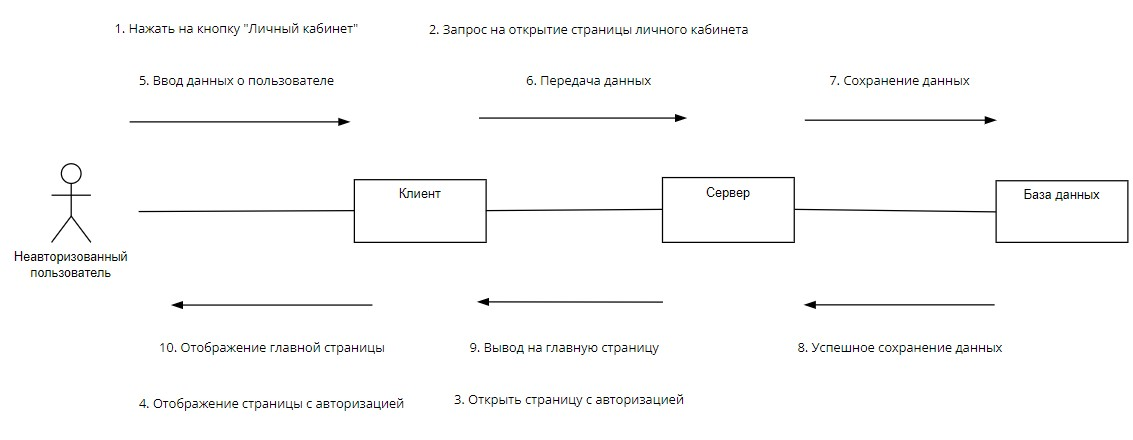 1. Нажать на кнопку "Личный кабинет"
2. Запрос на открытие страницы личного кабинета
5. Ввод данных о пользователе
6. Передача данных
7. Сохранение данных
Клиент
Сервер
База данных
Неавторизованный
пользователь
10. Отображение главной страницы
9. Вывод на главную страницу
8. Успешное сохранение данных
4. Отображение страницы с авторизацией
3. Открыть страницу с авторизацией